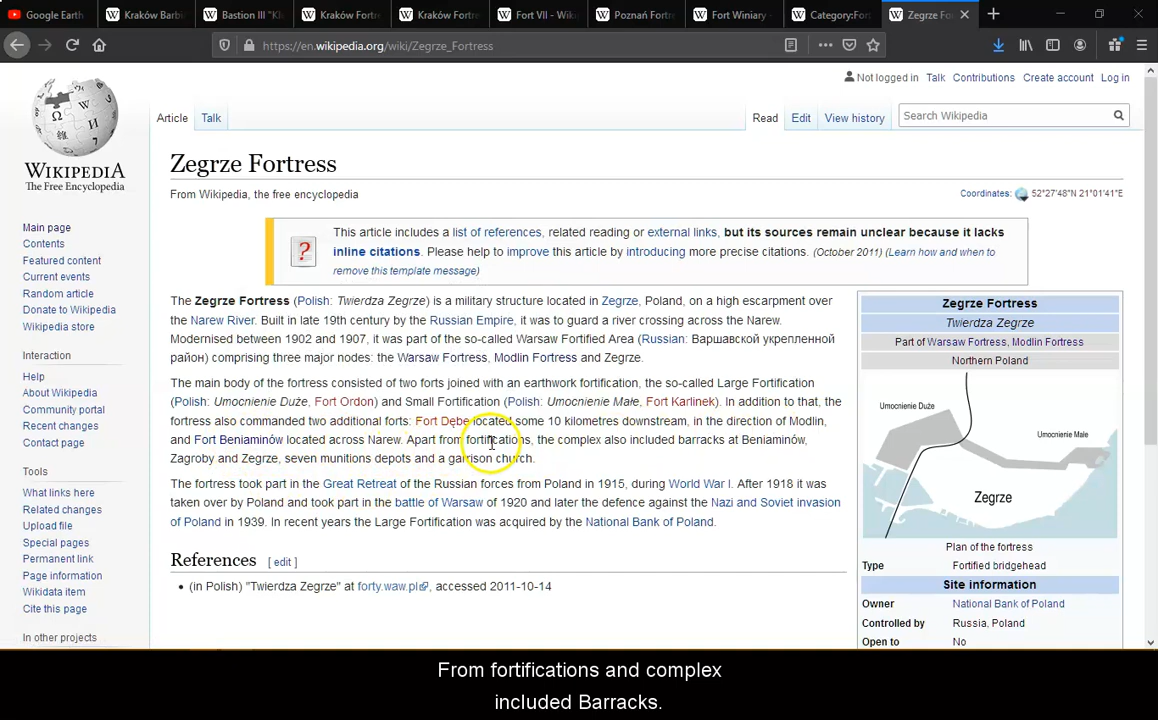 Google Earth
Kraków Barbi
Bastion III "Kl
Kraków Fortre
Kraków Fortre
Fort VII - Wiki
Poznań Fortr
Fort Winiary -
Category:Fort
Zegrze Fo
https://en.wikipedia.org/wiki/Zegrze_Fortress
Not logged in Talk Contributions Create account Log in
Article Talk
Read Edit View history
Search Wikipedia
WIKIPEDIA
The Free Encyclopedia
Main page
Contents
Featured content
Current events
Random article
Donate to Wikipedia
Wikipedia store
Interaction
Help
About Wikipedia
Community portal
Recent changes
Contact page
Tools
What links here
Related changes
Upload file
Special pages
Permanent link
Page information
Wikidata item
Cite this page
In other projects
Zegrze Fortress
From Wikipedia, the free encyclopedia
Coordinates: 52°27′48″N 21°01′41″E
This article includes a list of references, related reading or external links, but its sources remain unclear because it lacks
inline citations. Please help to improve this article by introducing more precise citations. (October 2011) (Learn how and when to
remove this template message)
The Zegrze Fortress (Polish: Twierdza Zegrze) is a military structure located in Zegrze, Poland, on a high escarpment over
the Narew River. Built in late 19th century by the Russian Empire, it was to guard a river crossing across the Narew.
Modernised between 1902 and 1907, it was part of the so-called Warsaw Fortified Area (Russian: Варшавской укрепленной
район) comprising three major nodes: the Warsaw Fortress, Modlin Fortress and Zegrze.
The main body of the fortress consisted of two forts joined with an earthwork fortification, the so-called Large Fortification
(Polish: Umocnienie Duże, Fort Ordon) and Small Fortification (Polish: Umocnienie Małe, Fort Karlinek). In addition to that, the
fortress also commanded two additional forts: Fort Dębe located some 10 kilometres downstream, in the direction of Modlin,
and Fort Beniaminów located across Narew. Apart from fortifications, the complex also included barracks at Beniaminów,
Zagroby and Zegrze, seven munitions depots and a garrison church.
The fortress took part in the Great Retreat of the Russian forces from Poland in 1915, during World War I. After 1918 it was
taken over by Poland and took part in the battle of Warsaw of 1920 and later the defence against the Nazi and Soviet invasion
of Poland in 1939. In recent years the Large Fortification was acquired by the National Bank of Poland.
References [ edit ]
• (in Polish) "Twierdza Zegrze" at forty.waw.pl, accessed 2011-10-14
Zegrze Fortress
Twierdza Zegrze
Part of Warsaw Fortress, Modlin Fortress
Northern Poland
Umocnienie Duże
Umocnienie Małe
Zegrze
Plan of the fortress
Type Fortified bridgehead
Site information
Owner National Bank of Poland
Controlled by Russia, Poland
Open to No
From fortifications and complex
included Barracks.